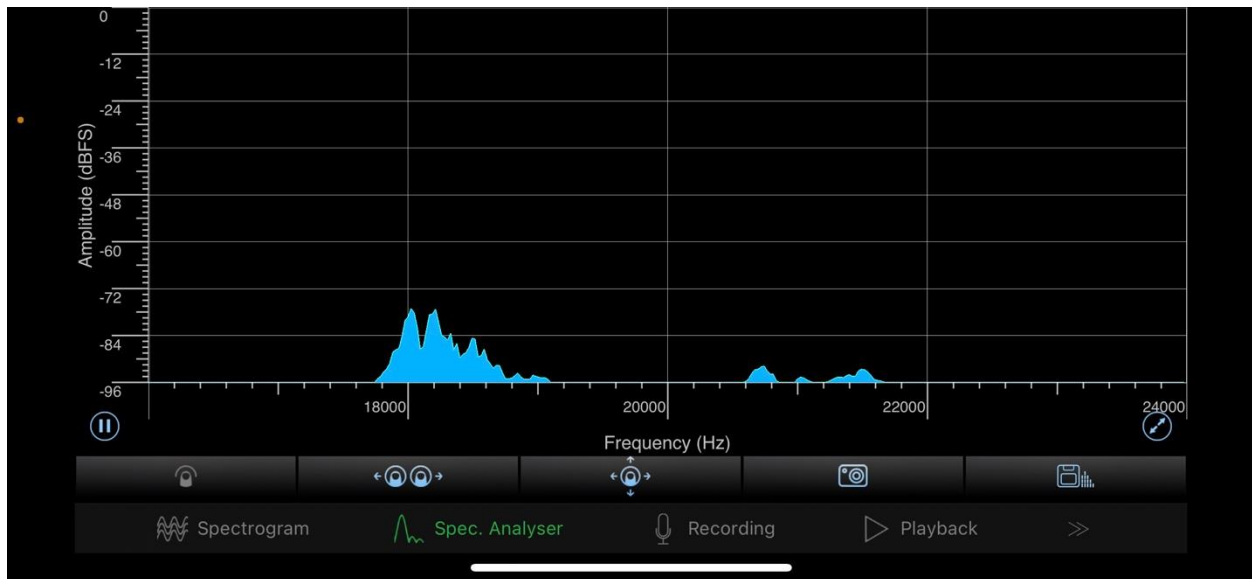 0
-12
-24
-36
-48
-60
-72
-84
-96
Amplitude (dBFS)
18000 20000 22000 24000
Frequency (Hz)
Spectrogram Spec. Analyser Recording Playback